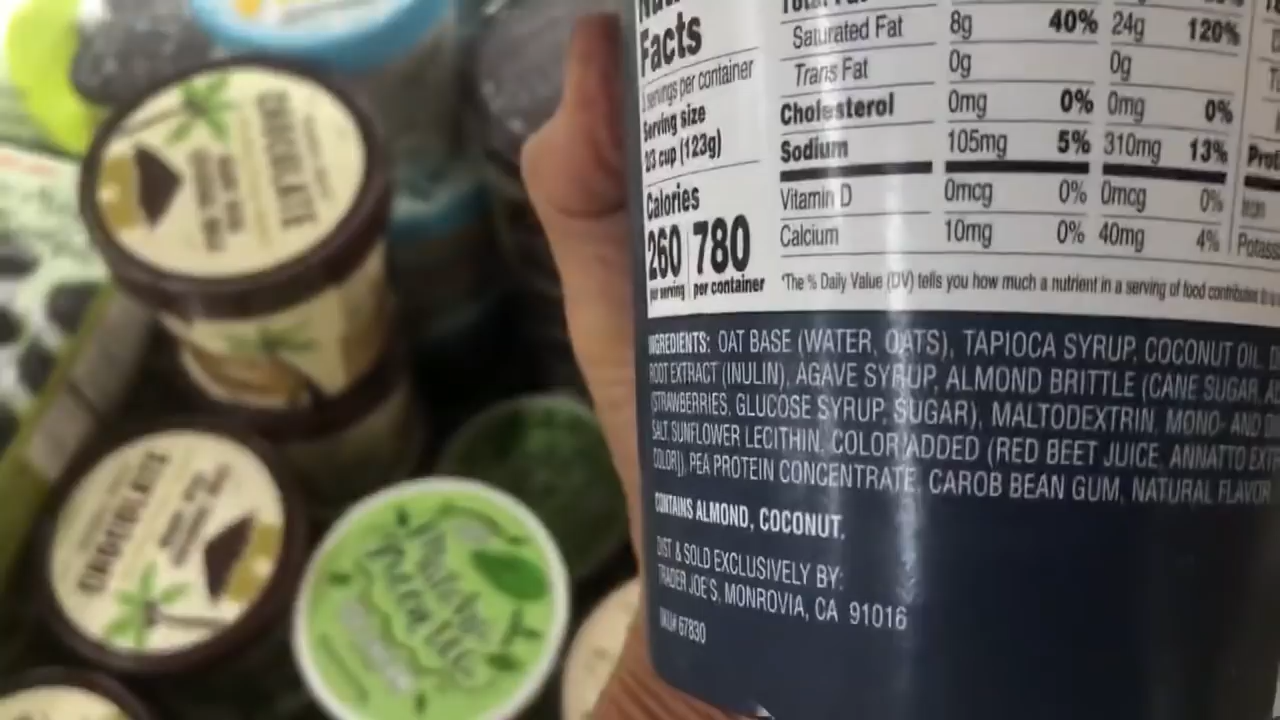 CHOCOLATE
CHOCOLATE
Facts
servings per container
Serving size
2/3 cup (123g)
Calories
260 780
per serving per container
Saturated Fat 8g 40% 24g 120%
Trans Fat 0g 0g
Cholesterol 0mg 0% 0mg 0%
Sodium 105mg 5% 310mg 13%
Vitamin D 0mcg 0% 0mcg 0%
Calcium 10mg 0% 40mg 4%
Iron
*The % Daily Value (DV) tells you how much a nutrient in a serving of food contributes to
INGREDIENTS: OAT BASE (WATER, OATS), TAPIOCA SYRUP, COCONUT OIL,
ROOT EXTRACT (INULIN), AGAVE SYRUP, ALMOND BRITTLE (CANE SUGAR,
(STRAWBERRIES, GLUCOSE SYRUP, SUGAR), MALTODEXTRIN, MONO- AND
SALT, SUNFLOWER LECITHIN, COLOR ADDED (RED BEET JUICE, ANNATTO
COLOR]), PEA PROTEIN CONCENTRATE, CAROB BEAN GUM, NATURAL FLAVOR
CONTAINS ALMOND, COCONUT.
DIST & SOLD EXCLUSIVELY BY:
TRADER JOE'S, MONROVIA, CA 91016
SKU# 67830